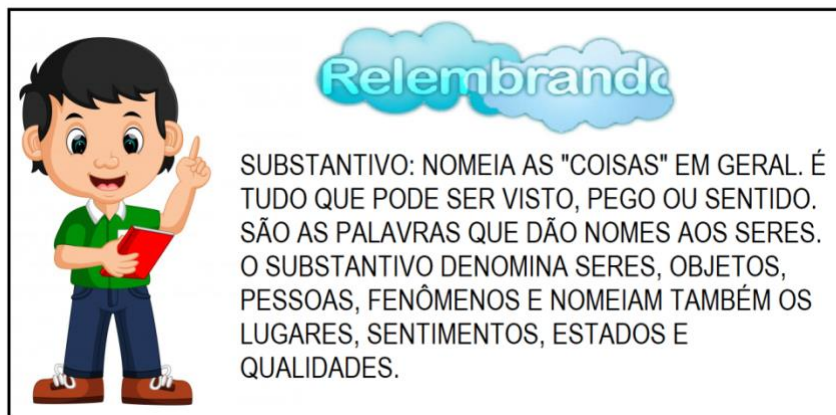 Relembrando
SUBSTANTIVO: NOMEIA AS "COISAS" EM GERAL. É
TUDO QUE PODE SER VISTO, PEGO OU SENTIDO.
SÃO AS PALAVRAS QUE DÃO NOMES AOS SERES.
O SUBSTANTIVO DENOMINA SERES, OBJETOS,
PESSOAS, FENÔMENOS E NOMEIAM TAMBÉM OS
LUGARES, SENTIMENTOS, ESTADOS E
QUALIDADES.